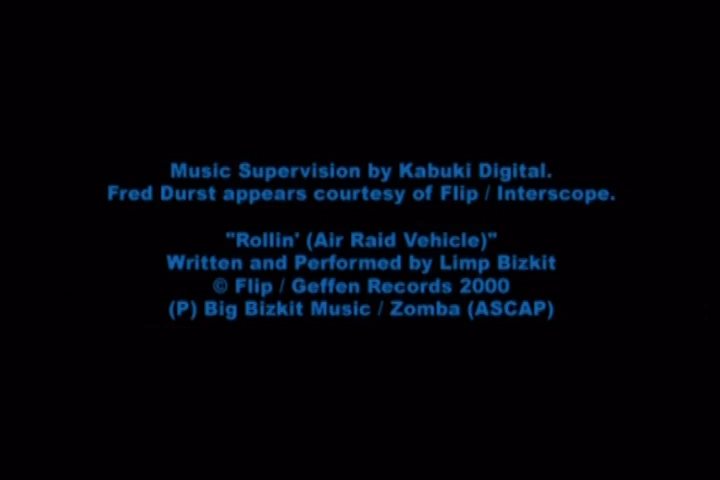 Music Supervision by Kabuki Digital.
Fred Durst appears courtesy of Flip / Interscope.
"Rollin' (Air Raid Vehicle)"
Written and Performed by Limp Bizkit
© Flip / Geffen Records 2000
(P) Big Bizkit Music / Zomba (ASCAP)